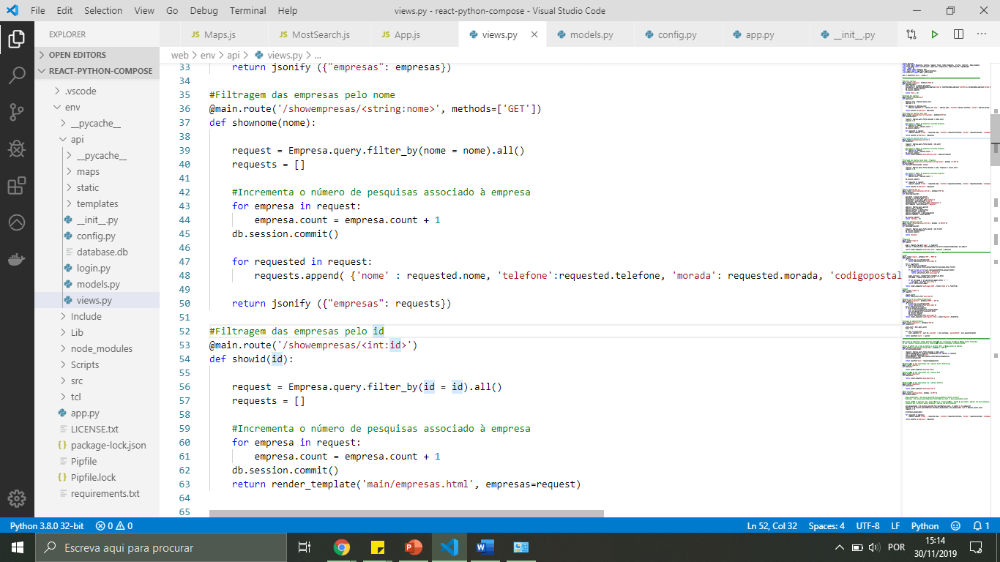 File Edit Selection View Go Debug Terminal Help views.py - react-python-compose - Visual Studio Code
EXPLORER
OPEN EDITORS
REACT-PYTHON-COMPOSE
.vscode
env
__pycache__
api
__pycache__
maps
static
templates
__init__.py
config.py
database.db
login.py
models.py
views.py
Include
Lib
node_modules
Scripts
src
tcl
app.py
LICENSE.txt
package-lock.json
Pipfile
Pipfile.lock
requirements.txt
JS Maps.js JS MostSearch.js JS App.js views.py models.py config.py app.py __init__.py
web > env > api > views.py > ...
33 return jsonify ({"empresas": empresas})
34
35 #Filtragem das empresas pelo nome
36 @main.route('/showempresas/<string:nome>', methods=['GET'])
37 def shownome(nome):
38
39 request = Empresa.query.filter_by(nome = nome).all()
40 requests = []
41
42 #Incrementa o número de pesquisas associado à empresa
43 for empresa in request:
44 empresa.count = empresa.count + 1
45 db.session.commit()
46
47 for requested in request:
48 requests.append( {'nome' : requested.nome, 'telefone':requested.telefone, 'morada': requested.morada, 'codigopostal
49
50 return jsonify ({"empresas": requests})
51
52 #Filtragem das empresas pelo id
53 @main.route('/showempresas/<int:id>')
54 def showid(id):
55
56 request = Empresa.query.filter_by(id = id).all()
57 requests = []
58
59 #Incrementa o número de pesquisas associado à empresa
60 for empresa in request:
61 empresa.count = empresa.count + 1
62 db.session.commit()
63 return render_template('main/empresas.html', empresas=request)
64
65
Python 3.8.0 32-bit 0 0 Ln 52, Col 32 Spaces: 4 UTF-8 LF Python 1
Escreva aqui para procurar
POR
15:14
30/11/2019